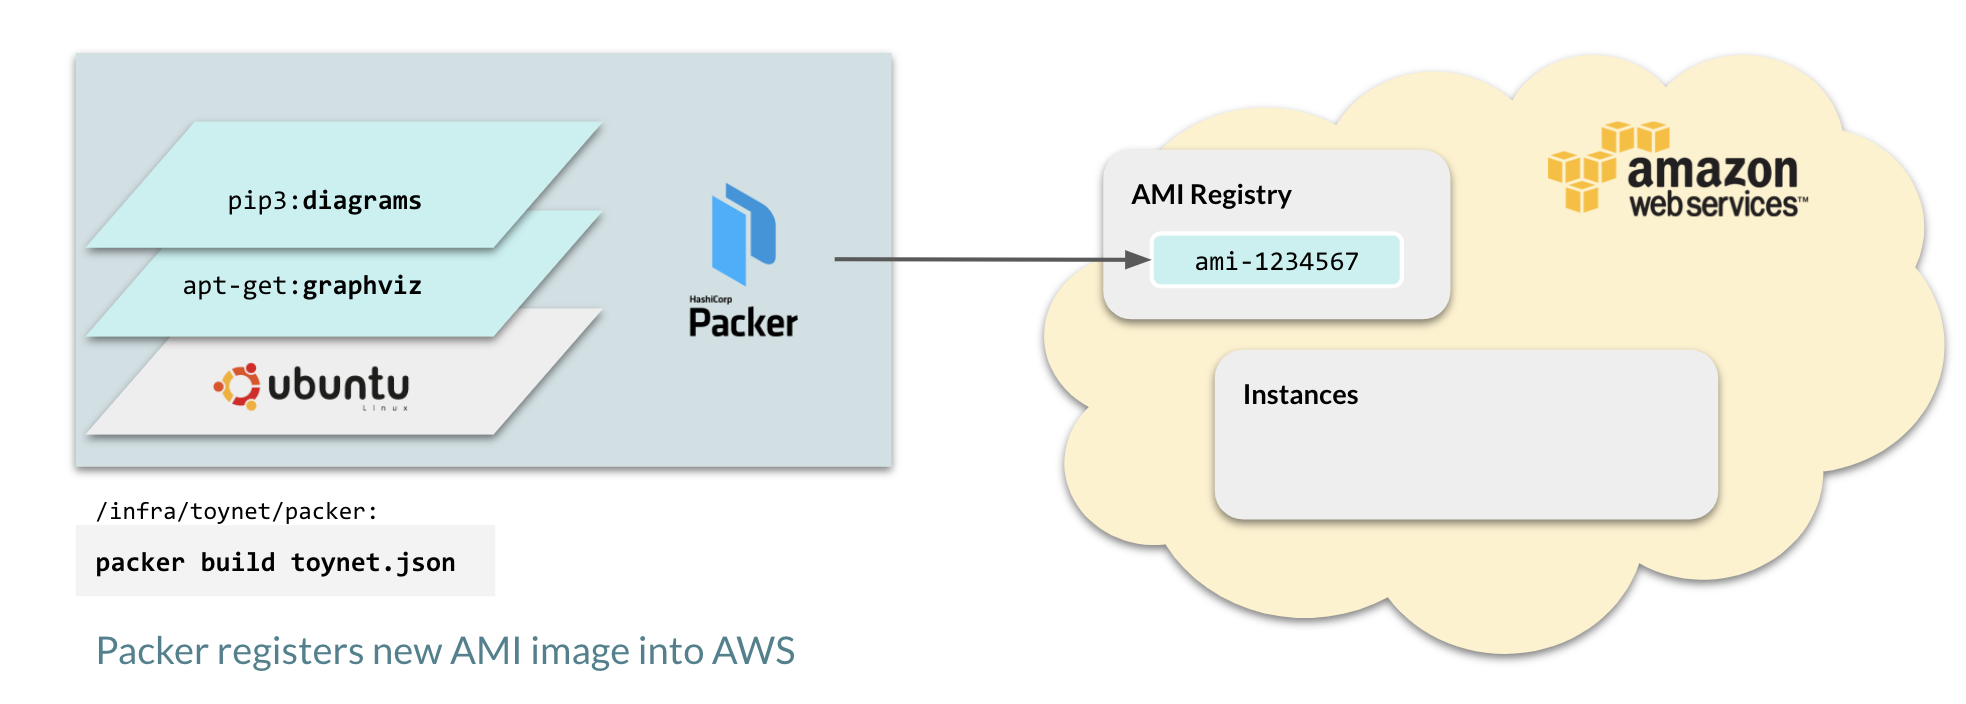 pip3:diagrams
apt-get:graphviz
ubuntu
Linux
HashiCorp
Packer
/infra/toynet/packer:
packer build toynet.json
Packer registers new AMI image into AWS
AMI Registry
ami-1234567
Instances
amazon
web services™